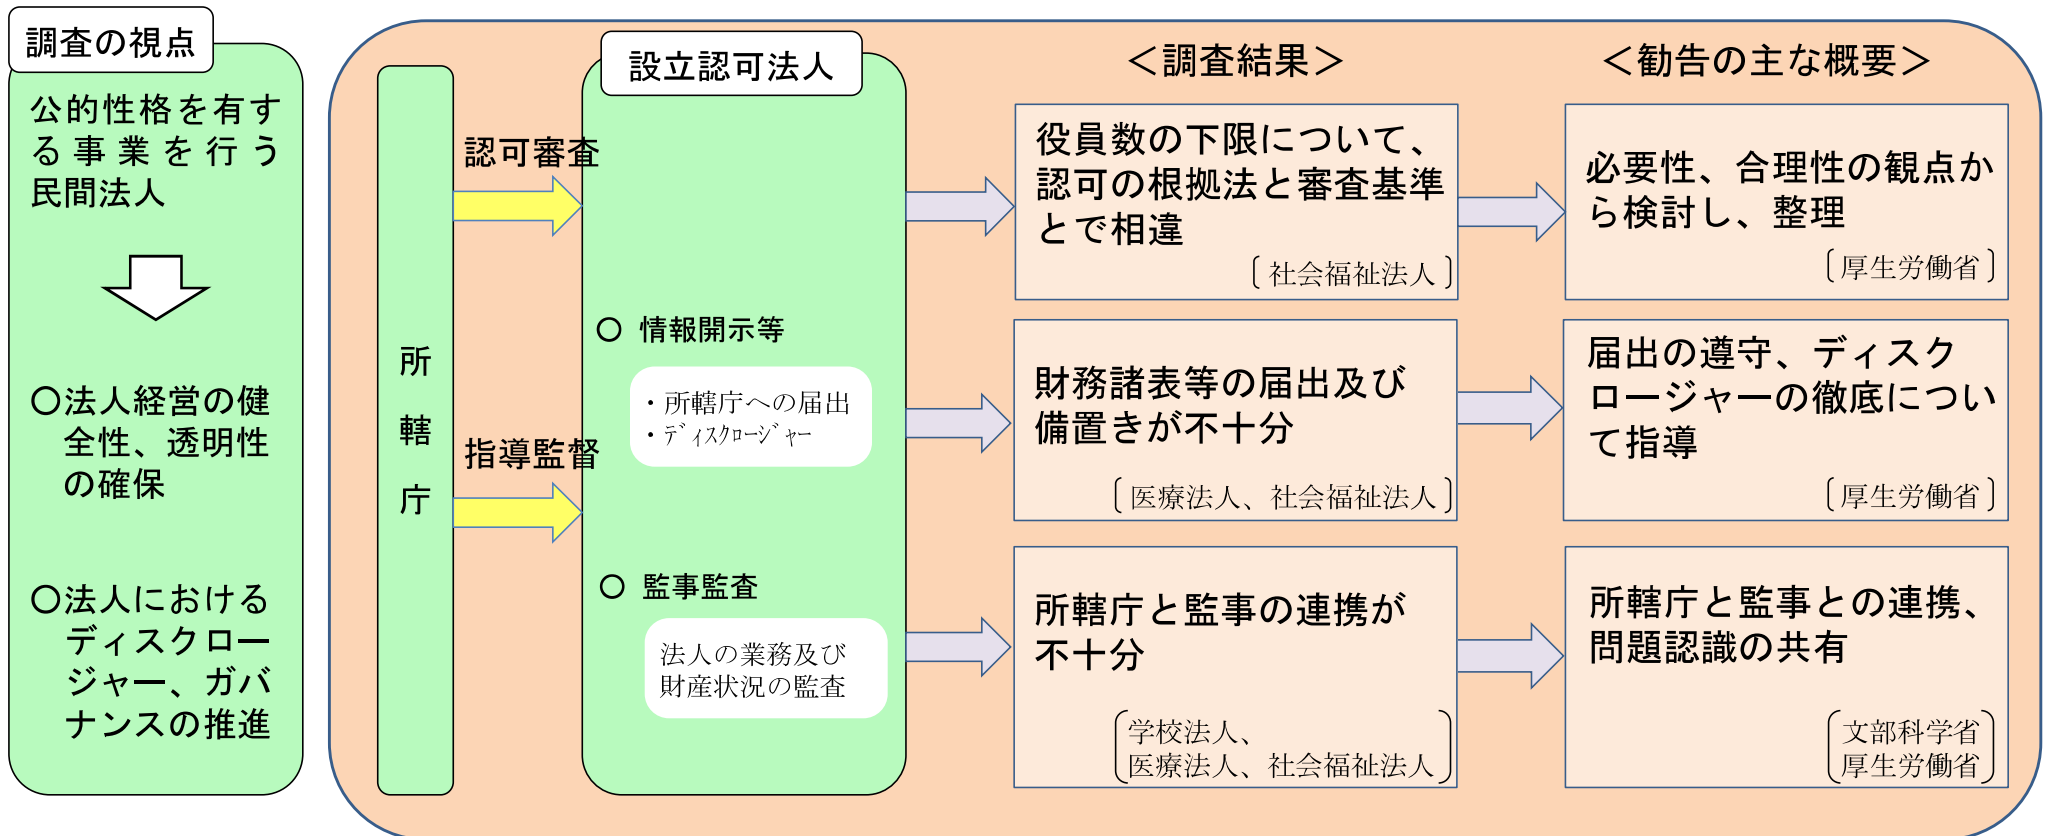 調査の視点
公的性格を有す
る事業を行う
民間法人
〇法人経営の健
全性、透明性
の確保
〇法人における
ディスクロー
ジャー、ガバ
ナンスの推進
所
轄
庁
認可審査
指導監督
設立認可法人
〇 情報開示等
・所轄庁への届出
・ﾃﾞｨｽｸﾛｰｼﾞｬｰ
〇 監事監査
法人の業務及び
財産状況の監査
＜調査結果＞
役員数の下限について、
認可の根拠法と審査基準
とで相違
〔社会福祉法人〕
財務諸表等の届出及び
備置きが不十分
〔医療法人、社会福祉法人〕
所轄庁と監事の連携が
不十分
学校法人、
医療法人、社会福祉法人
＜勧告の主な概要＞
必要性、合理性の観点か
ら検討し、整理
〔厚生労働省〕
届出の遵守、ディスク
ロージャーの徹底につい
て指導
〔厚生労働省〕
所轄庁と監事との連携、
問題認識の共有
文部科学省
厚生労働省